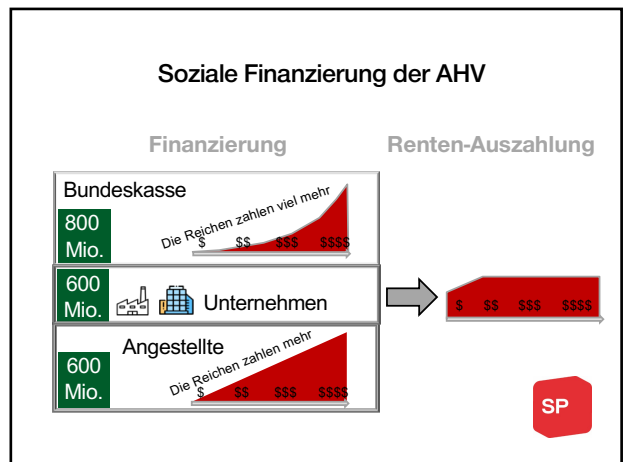 Soziale Finanzierung der AHV
Finanzierung
Renten-Auszahlung
Bundeskasse
800
Mio.
Die Reichen zahlen viel mehr
$ $$ $$$ $$$$
600
Mio.
Unternehmen
$ $$ $$$ $$$$
Angestellte
600
Mio.
Die Reichen zahlen mehr
$ $$ $$$ $$$$
SP